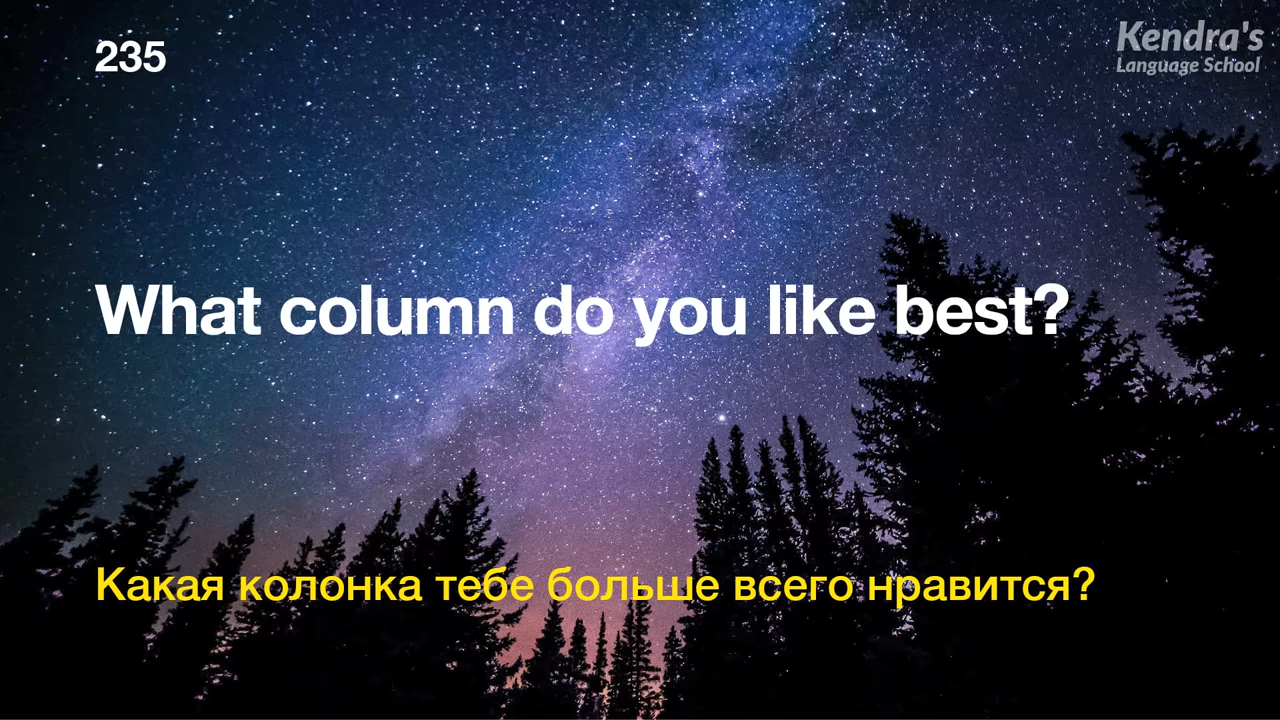 235
Kendra's
Language School
What column do you like best?
Какая колонка тебе больше всего нравится?